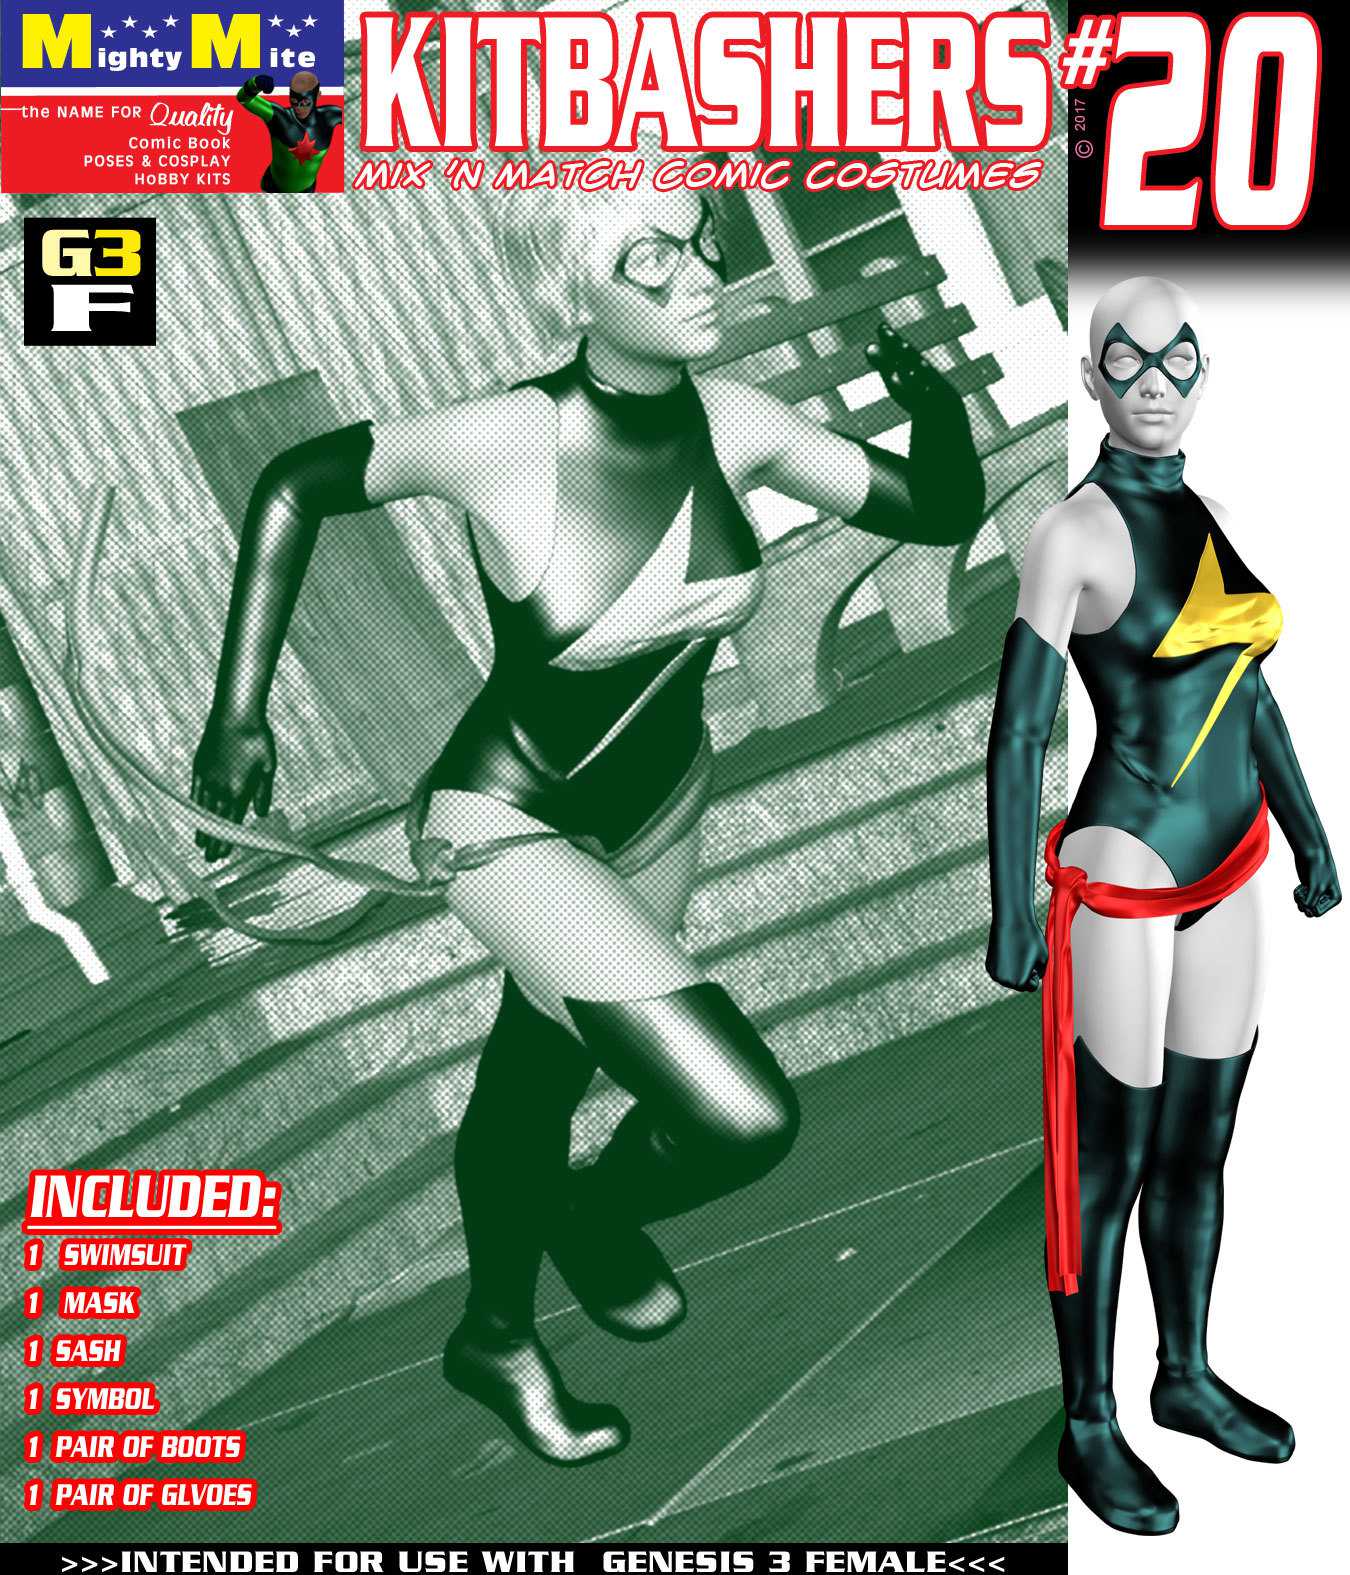 Mighty Mite
the NAME FOR Quality
Comic Book
POSES & COSPLAY
HoBBY KITS
KITBASHERS
MIX 'N MATCH COMIC COSTUMES
#20
© 2017
G3
F
INCLUDED:
1 SWIMSUIT
1 MASK
1 SASH
1 SYMBOL
1 PAIR OF BOOTS
1 PAIR OF GLVOES
>>>INTENDED FOR USE WITH GENESIS 3 FEMALE<<<